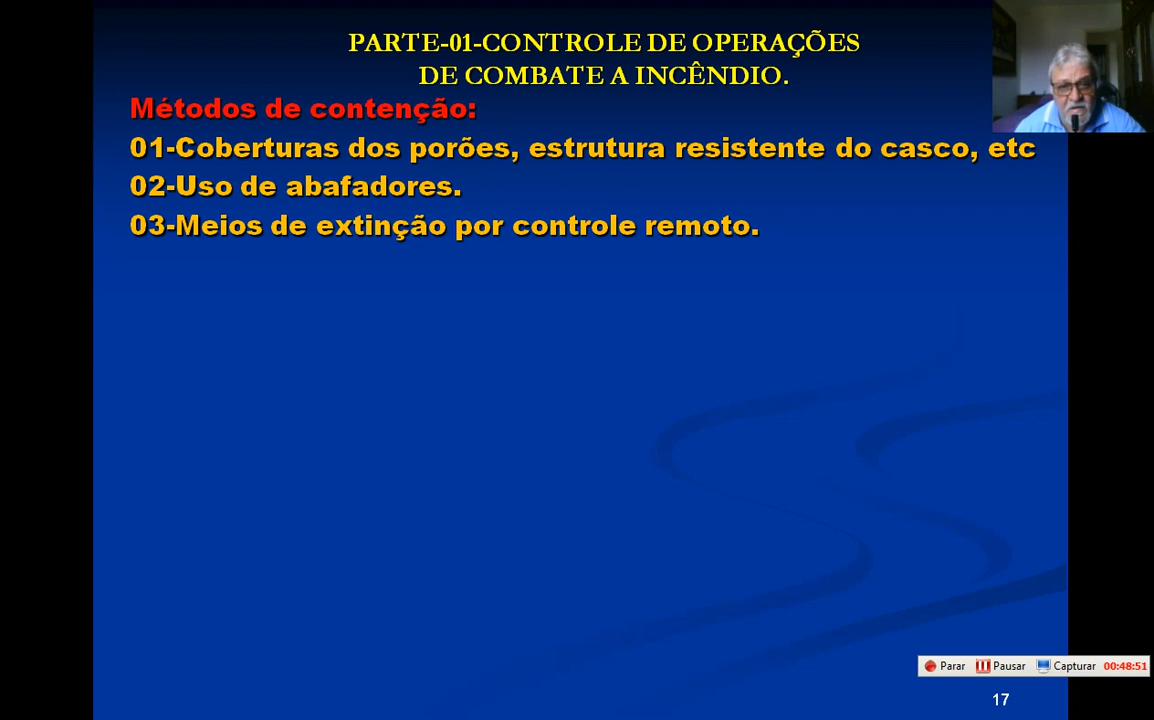 PARTE-01-CONTROLE DE OPERAÇÕES
DE COMBATE A INCÊNDIO.
Métodos de contenção:
01-Coberturas dos porões, estrutura resistente do casco, etc
02-Uso de abafadores.
03-Meios de extinção por controle remoto.
Parar Pausar Capturar 00:48:51
17